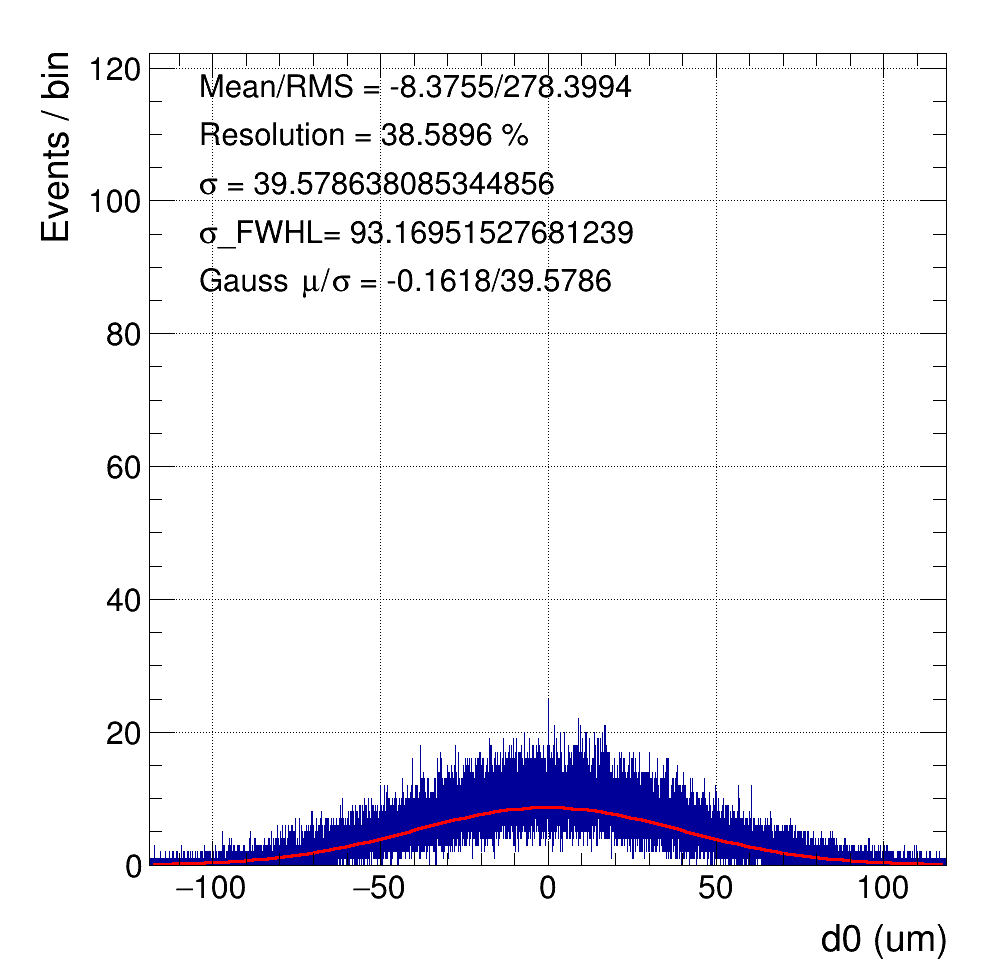 Events / bin
120
Mean/RMS = -8.3755/278.3994
Resolution = 38.5896 %
σ = 39.578638085344856
100
σ_FWHL= 93.16951527681239
Gauss μ/σ = -0.1618/39.5786
80
60
40
20
0
−100 −50 0 50 100
d0 (um)